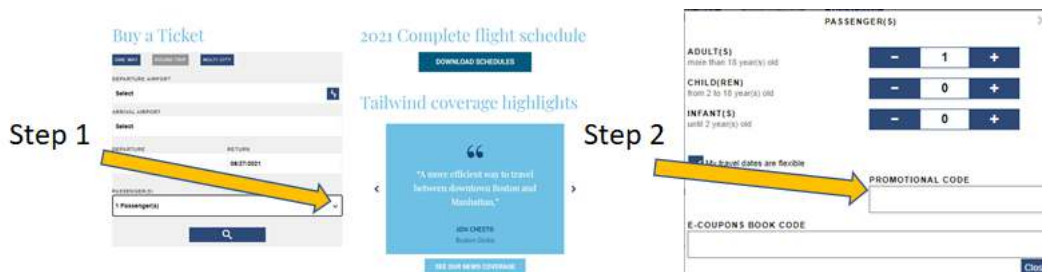 Buy a Ticket
ONE WAY ROUND TRIP MULTI CITY
DEPARTURE AIRPORT
Select
ARRIVAL AIRPORT
Select
DEPARTURE RETURN
08/27/2021
PASSENGER(S)
1 Passenger(s)
Step 1
2021 Complete flight schedule
DOWNLOAD SCHEDULES
Tailwind coverage highlights
"A more efficient way to travel
between downtown Boston and
Manhattan,"
JON CHESTO
Boston Globe
SEE OUR NEWS COVERAGE
Step 2
PASSENGER(S)
ADULT(S)
more than 18 year(s) old
- 1 +
CHILD(REN)
from 2 to 18 year(s) old
- 0 +
INFANT(S)
until 2 year(s) old
- 0 +
My travel dates are flexible
PROMOTIONAL CODE
E-COUPONS BOOK CODE
Close